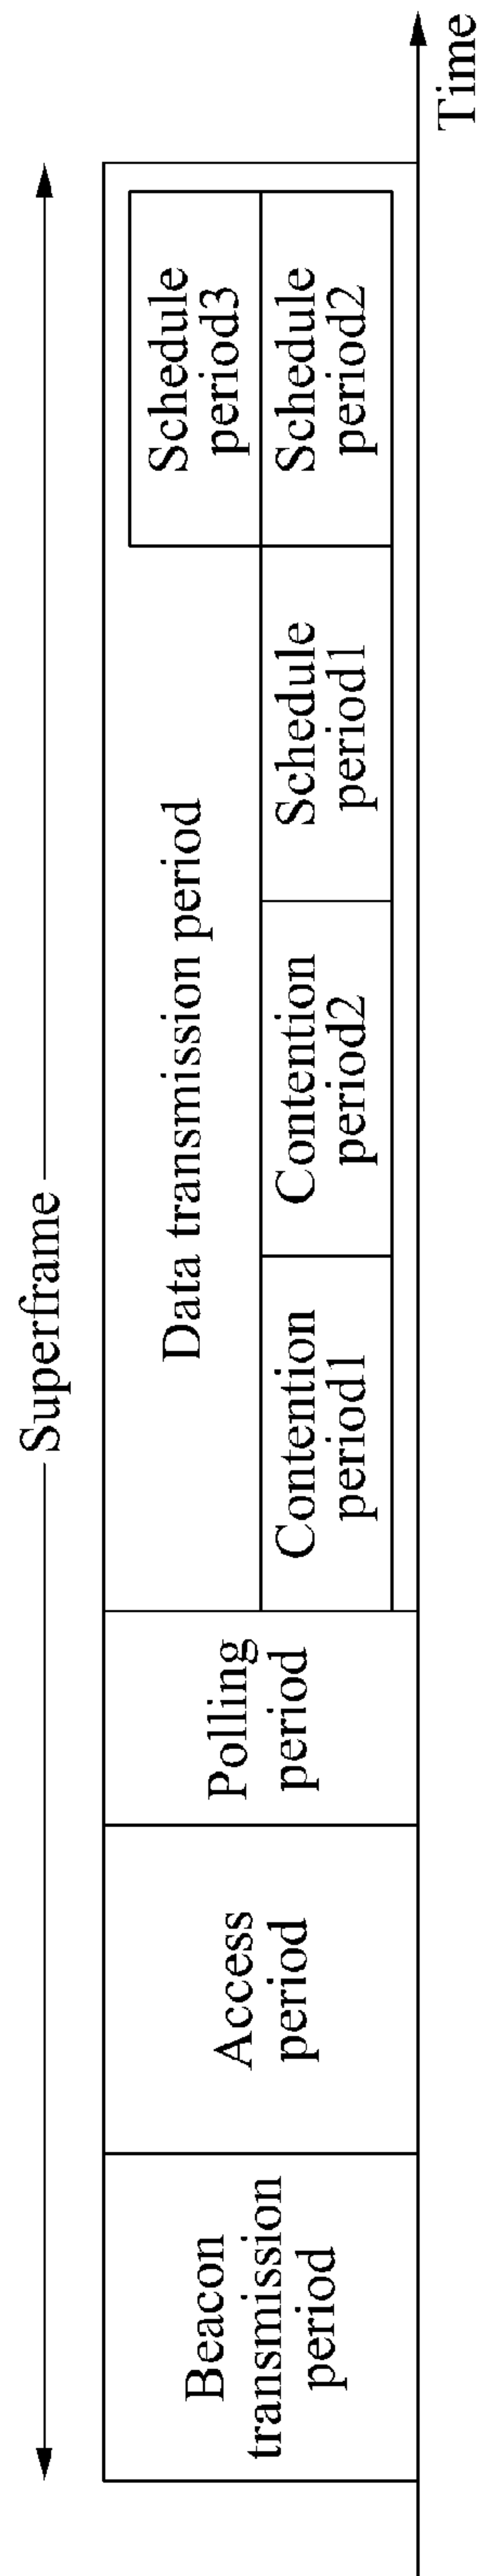 Superframe
Beacon
transmission
period
Access
period
Polling
period
Data transmission period
Contention
period1
Contention
period2
Schedule
period1
Schedule
period3
Schedule
period2
Time